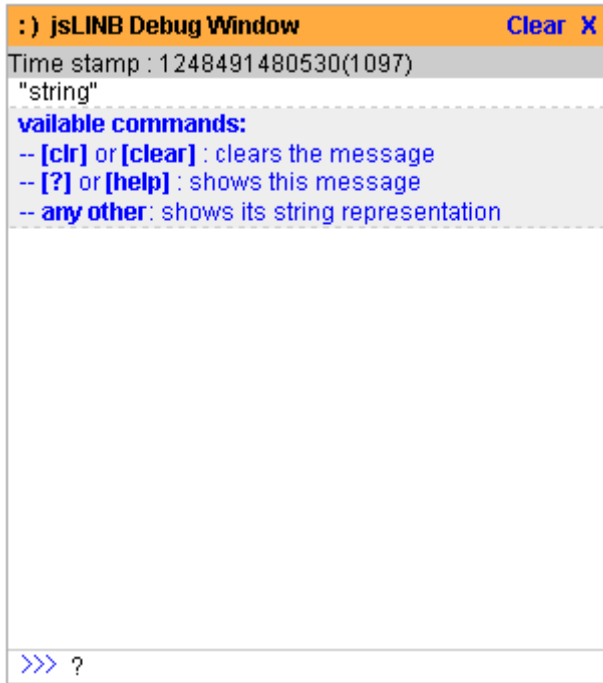 :) jsLINB Debug Window Clear X
Time stamp : 1248491480530(1097)
"string"
vailable commands:
-- [clr] or [clear] : clears the message
-- [?] or [help] : shows this message
-- any other: shows its string representation
>>> ?